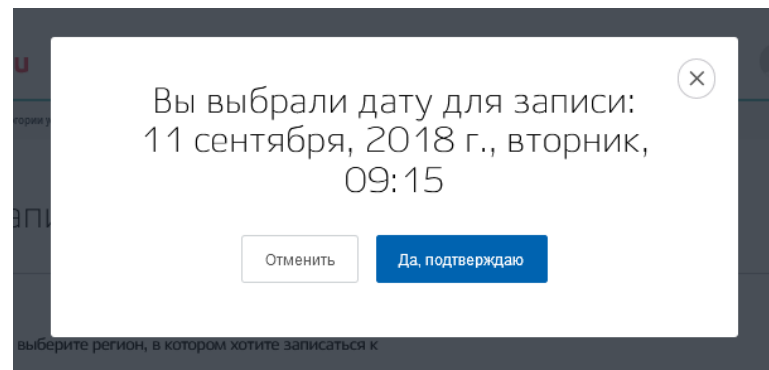 u
Вы выбрали дату для записи:
11 сентября, 2018 г., вторник,
09:15
Отменить
Да, подтверждаю
выберите регион, в котором хотите записаться к